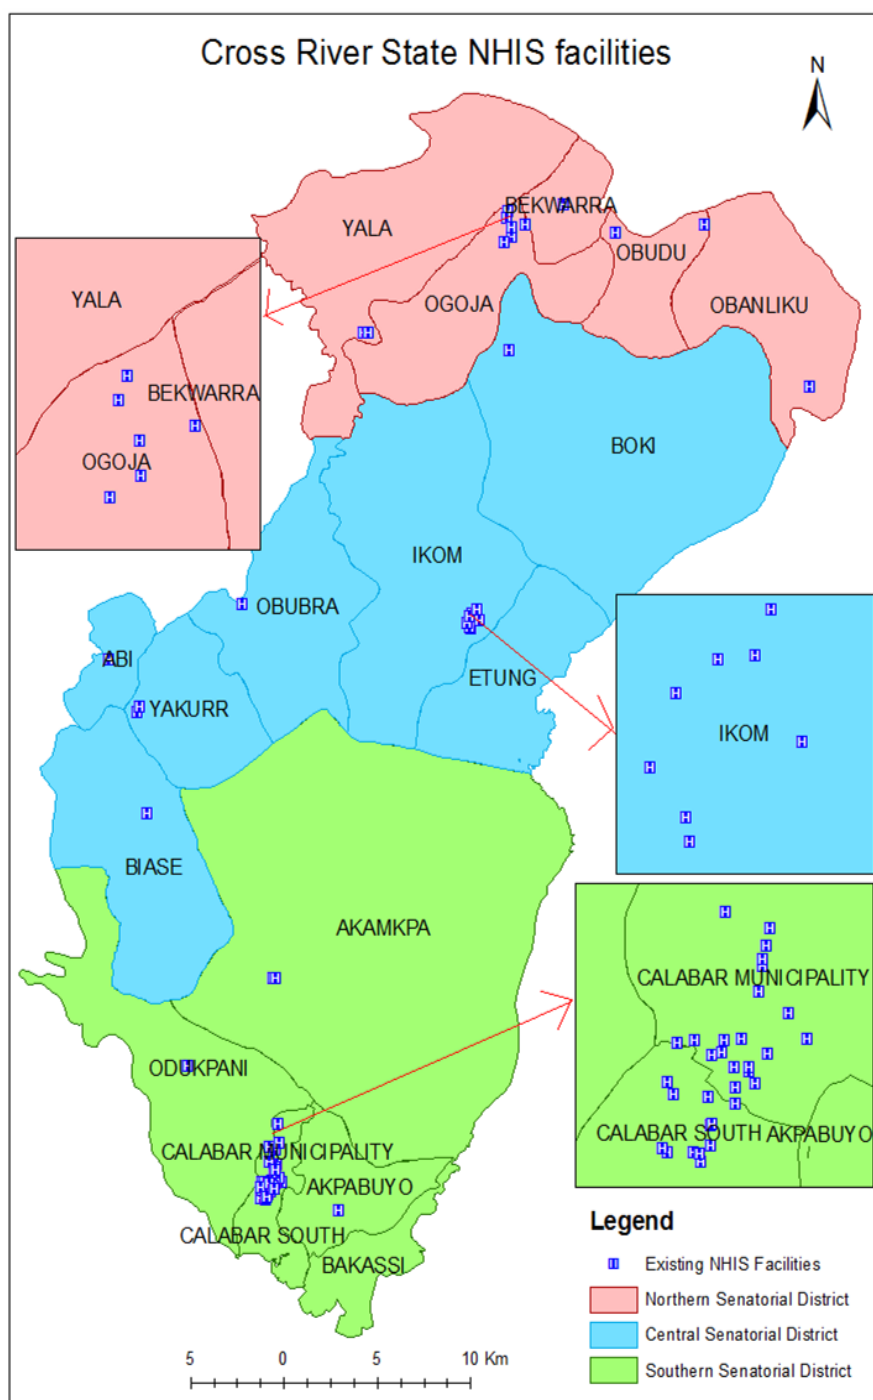 Cross River State NHIS facilities
N
YALA
BEKWARRA
OBUDU
OBANLIKU
OGOJA
YALA
BEKWARRA
OGOJA
BOKI
IKOM
OBUBRA
ABI
ETUNG
YAKURR
IKOM
BIASE
AKAMKPA
CALABAR MUNICIPALITY
CALABAR SOUTH
AKPABUYO
ODUKPANI
CALABAR MUNICIPALITY
AKPABUYO
CALABAR SOUTH
BAKASSI
Legend
H Existing NHIS Facilities
Northern Senatorial District
Central Senatorial District
Southern Senatorial District
5 0 5 10 Km